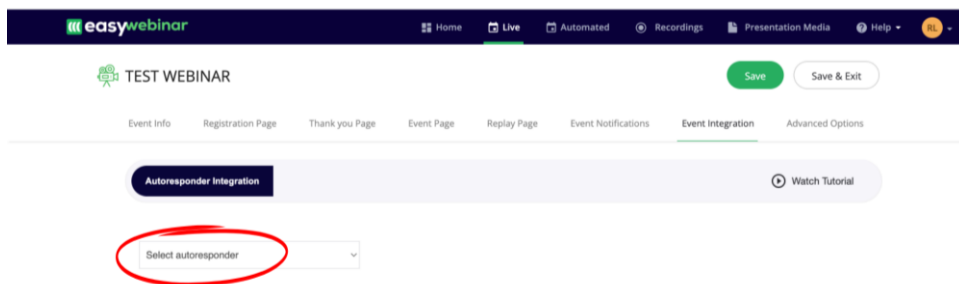 easywebinar Home Live Automated Recordings Presentation Media Help RL
TEST WEBINAR Save Save & Exit
Event Info Registration Page Thank you Page Event Page Replay Page Event Notifications Event Integration Advanced Options
Autoresponder Integration Watch Tutorial
Select autoresponder